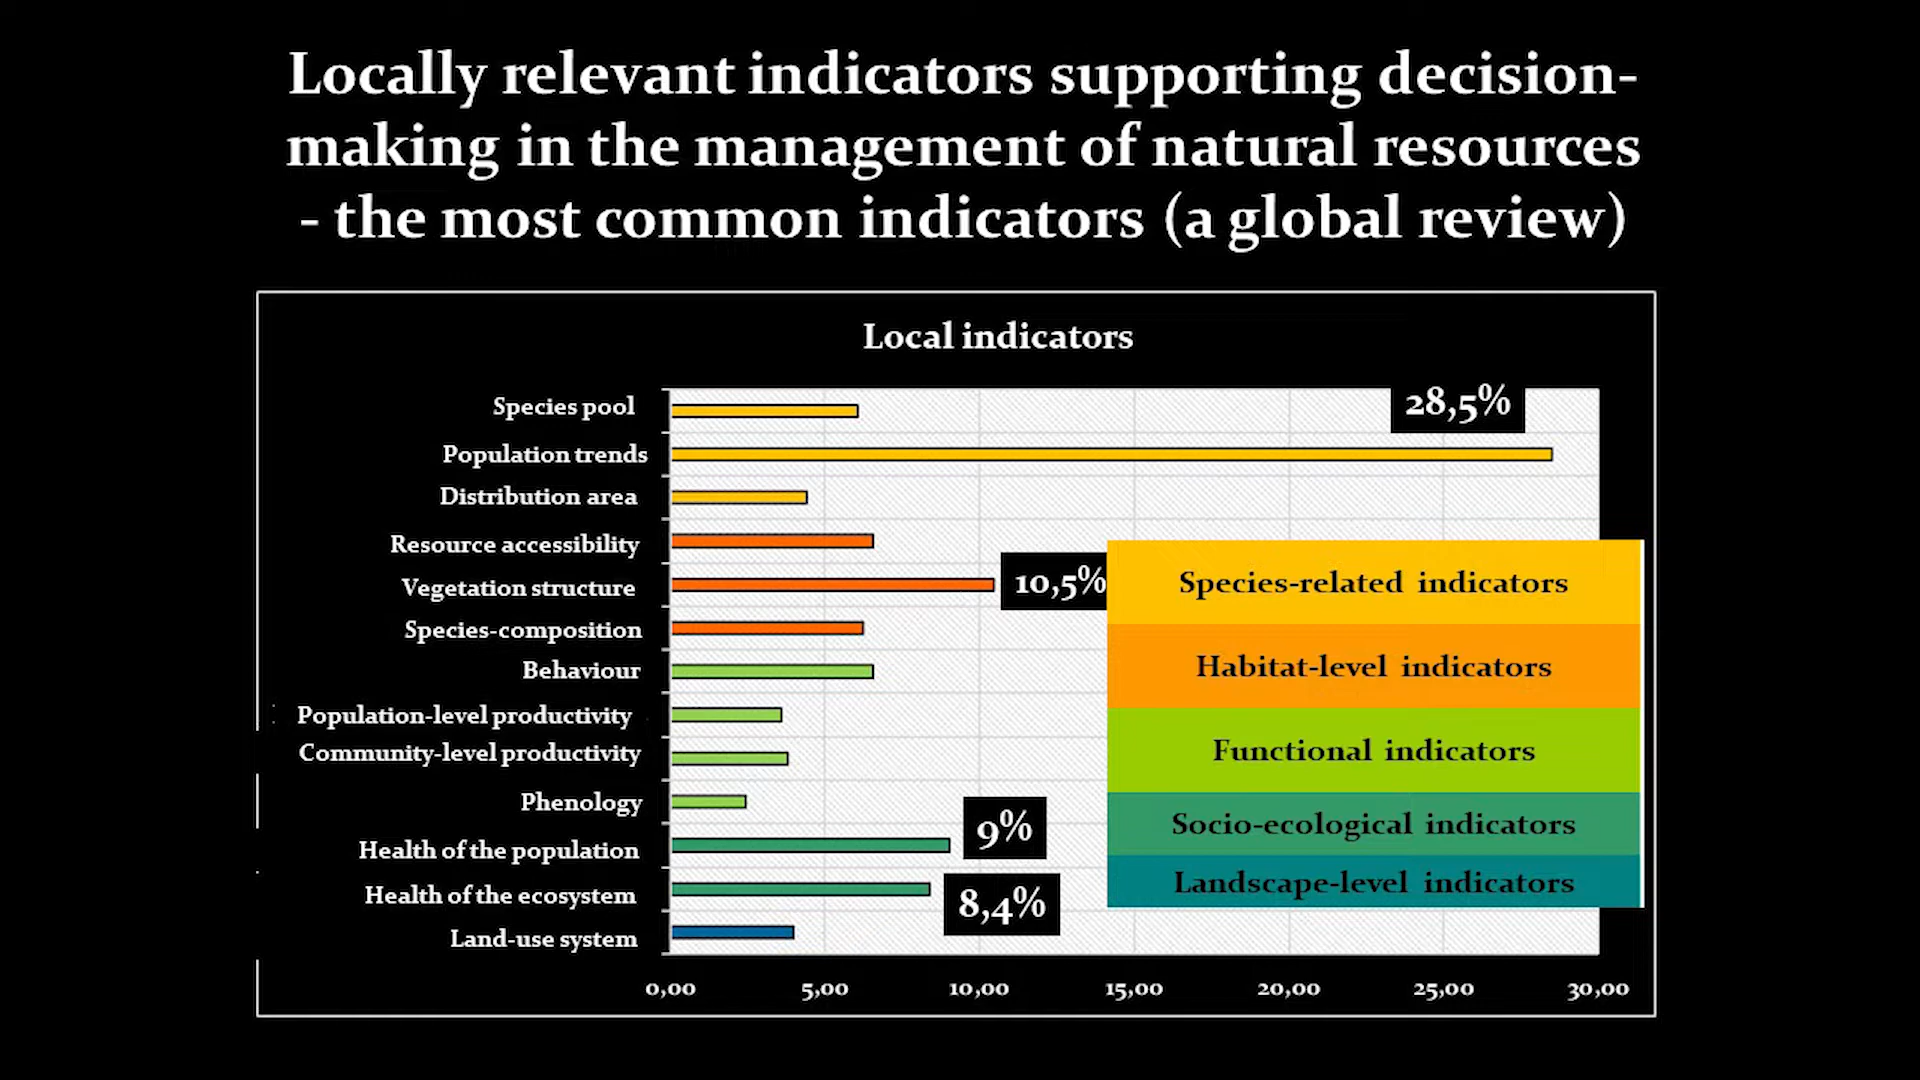 Locally relevant indicators supporting decision-
making in the management of natural resources
- the most common indicators (a global review)
Local indicators
Species pool
28,5%
Population trends
Distribution area
Resource accessibility
Vegetation structure
10,5%
Species-composition
Behaviour
Population-level productivity
Community-level productivity
Phenology
Health of the population
9%
Health of the ecosystem
8,4%
Land-use system
Species-related indicators
Habitat-level indicators
Functional indicators
Socio-ecological indicators
Landscape-level indicators
0,00 5,00 10,00 15,00 20,00 25,00 30,00